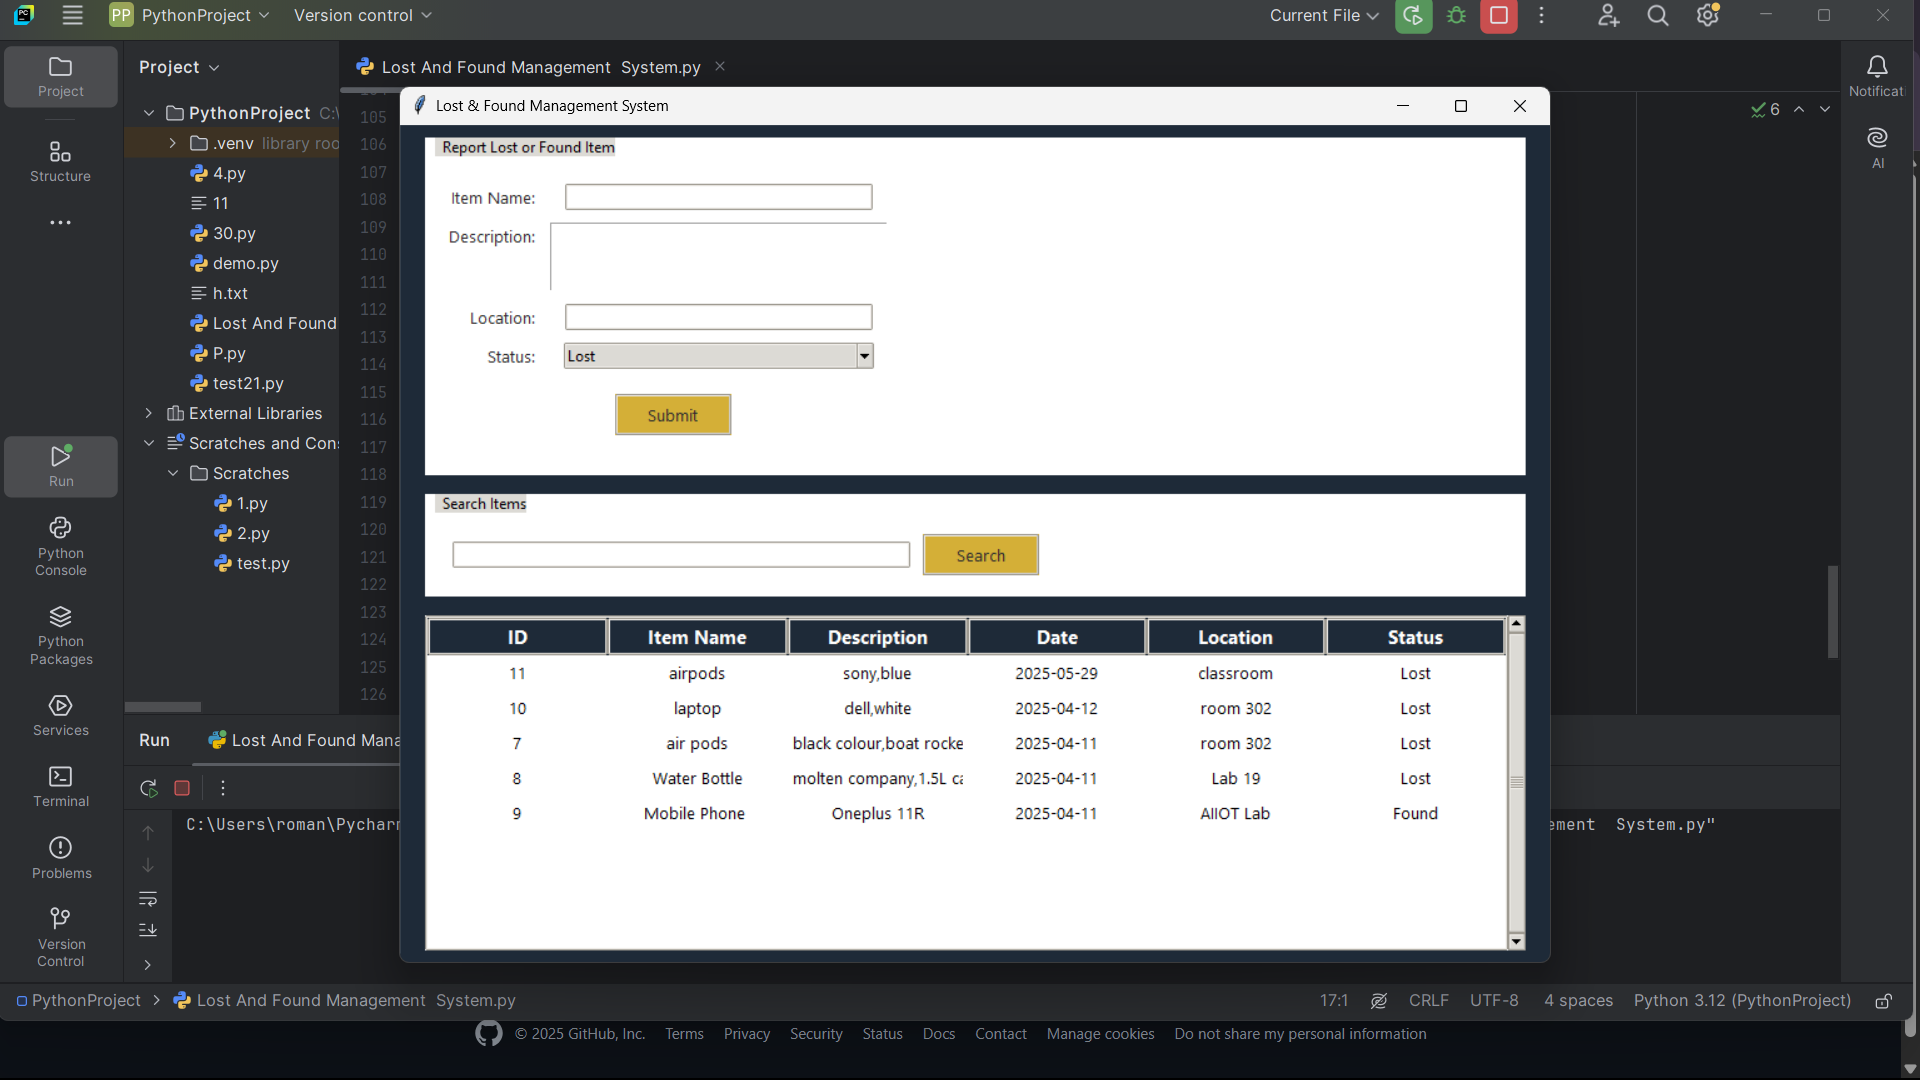 PC
PP PythonProject
Version control
Current File
Project
Project
Lost And Found Management System.py
Notificat
6
AI
Structure
PythonProject C:\
.venv library roo
4.py
11
30.py
demo.py
h.txt
Lost And Found
P.py
test21.py
External Libraries
Scratches and Con
Scratches
1.py
2.py
test.py
105
106
107
108
109
110
111
112
113
114
115
116
117
118
119
120
121
122
123
124
125
126
Lost & Found Management System
Report Lost or Found Item
Item Name:
Description:
Location:
Status:
Lost
Submit
Search Items
Search
ID Item Name Description Date Location Status
11 airpods sony,blue 2025-05-29 classroom Lost
10 laptop dell,white 2025-04-12 room 302 Lost
7 air pods black colour,boat rocke 2025-04-11 room 302 Lost
8 Water Bottle molten company,1.5L ca 2025-04-11 Lab 19 Lost
9 Mobile Phone Oneplus 11R 2025-04-11 AIIOT Lab Found
Run
Python
Console
Python
Packages
Services
Terminal
Problems
Version
Control
Run
Lost And Found Mana
C:\Users\roman\Pychar
ement System.py"
PythonProject > Lost And Found Management System.py
17:1 CRLF UTF-8 4 spaces Python 3.12 (PythonProject)
© 2025 GitHub, Inc. Terms Privacy Security Status Docs Contact Manage cookies Do not share my personal information